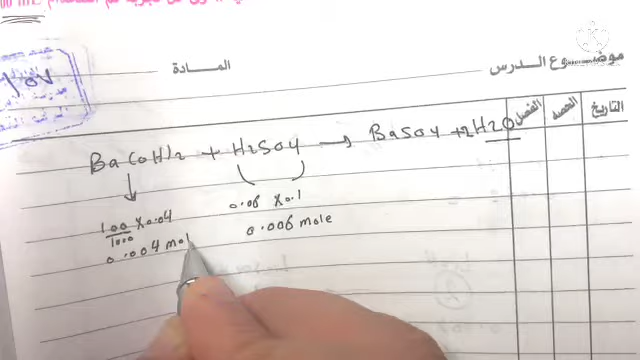 موضوع الدرس
المادة
التاريخ
الحصة
الفصل
Ba(OH)2 + H2SO4 → BaSO4 + 2H2O
100/1000 × 0.04
0.06 × 0.1
0.004 mol
0.006 mole